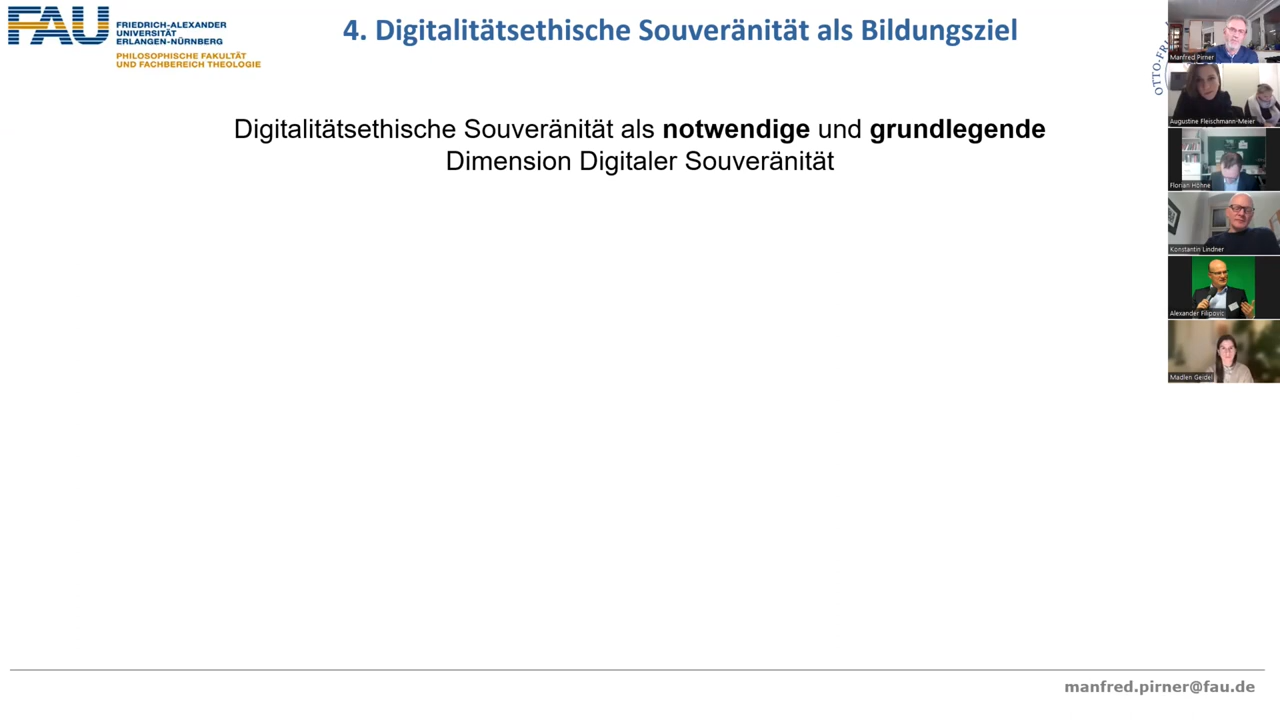 FAU
FRIEDRICH-ALEXANDER
UNIVERSITÄT
ERLANGEN-NÜRNBERG
PHILOSOPHISCHE FAKULTÄT
UND FACHBEREICH THEOLOGIE
4. Digitalitätsethische Souveränität als Bildungsziel
OTTO-FRI
Digitalitätsethische Souveränität als notwendige und grundlegende
Dimension Digitaler Souveränität
Manfred Pirner
Augustine Fleischmann-Meier
Florian Höhne
Konstantin Lindner
Alexander Filipovic
Madlen Geidel
manfred.pirner@fau.de